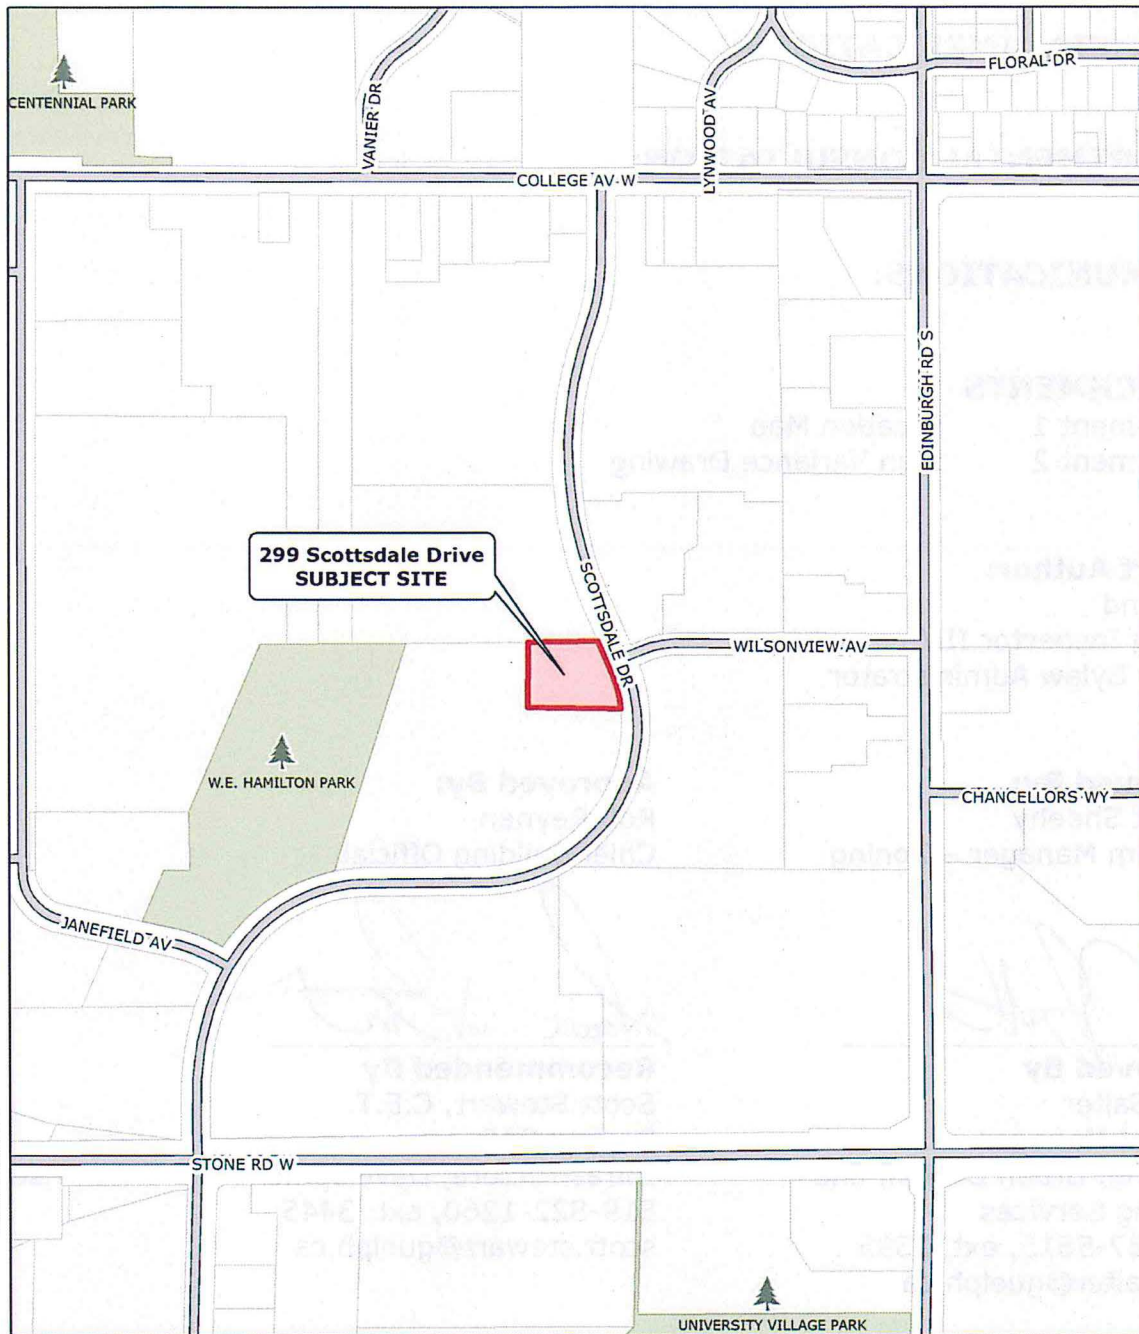 CENTENNIAL PARK
VANIER DR
LYNWOOD AV
FLORAL DR
COLLEGE AV W
EDINBURGH RD S
299 Scottsdale Drive
SUBJECT SITE
SCOTTSDALE DR
WILSONVIEW AV
W.E. HAMILTON PARK
CHANCELLORS WY
JANEFIELD AV
STONE RD W
UNIVERSITY VILLAGE PARK